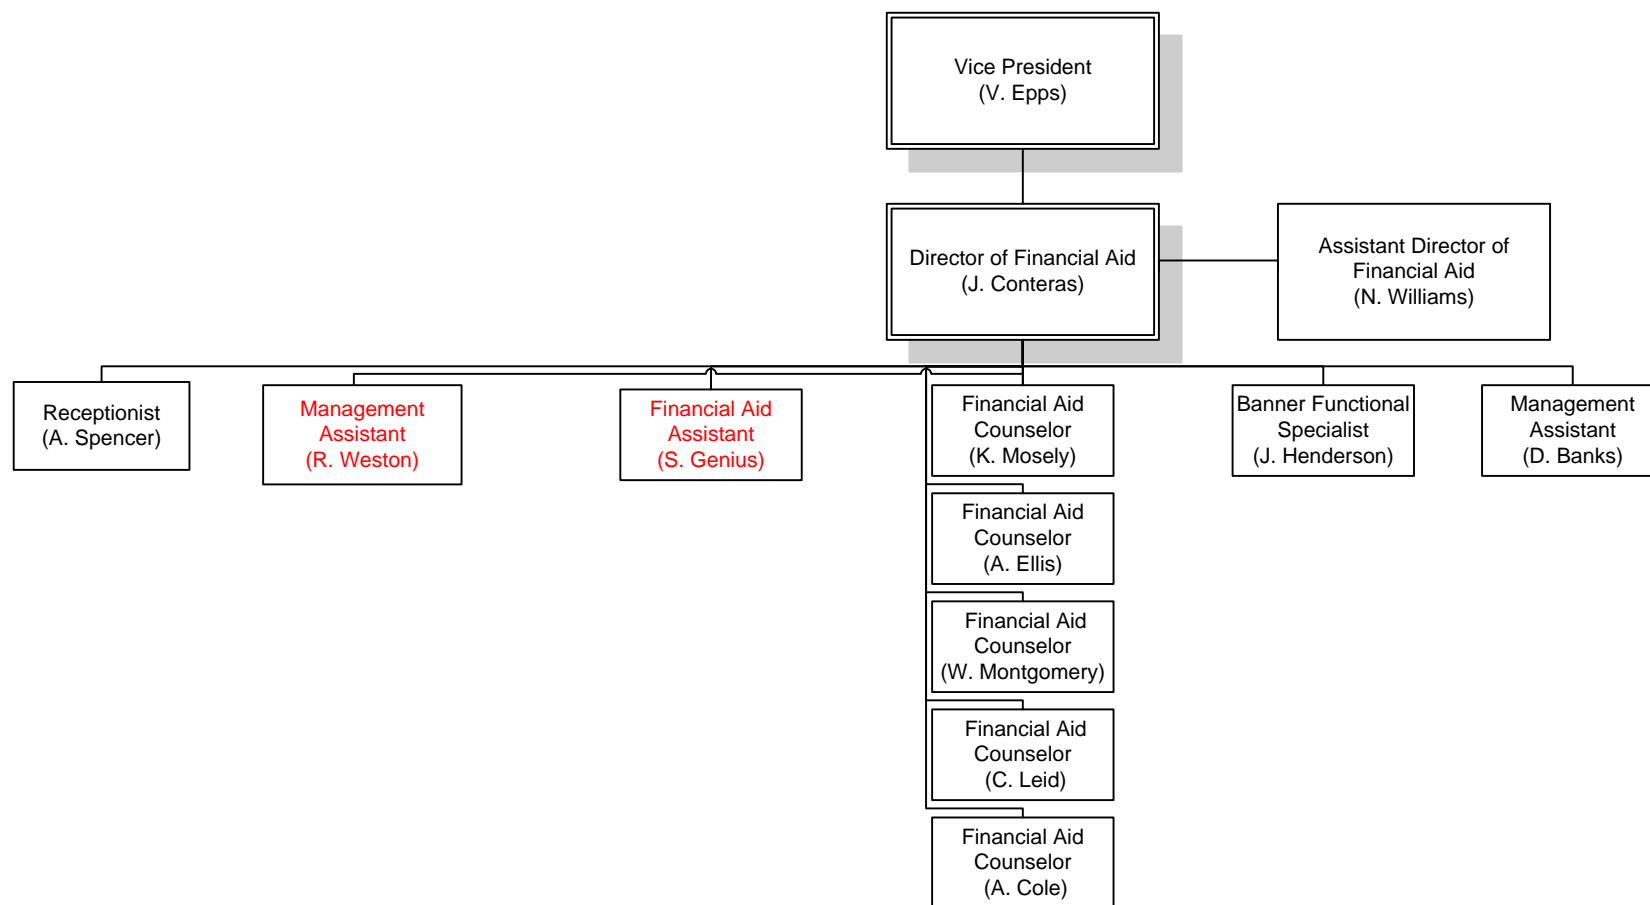 Vice President
(V. Epps)
Director of Financial Aid
(J. Conteras)
Assistant Director of
Financial Aid
(N. Williams)
Receptionist
(A. Spencer)
Management
Assistant
(R. Weston)
Financial Aid
Assistant
(S. Genius)
Financial Aid
Counselor
(K. Mosely)
Banner Functional
Specialist
(J. Henderson)
Management
Assistant
(D. Banks)
Financial Aid
Counselor
(A. Ellis)
Financial Aid
Counselor
(W. Montgomery)
Financial Aid
Counselor
(C. Leid)
Financial Aid
Counselor
(A. Cole)